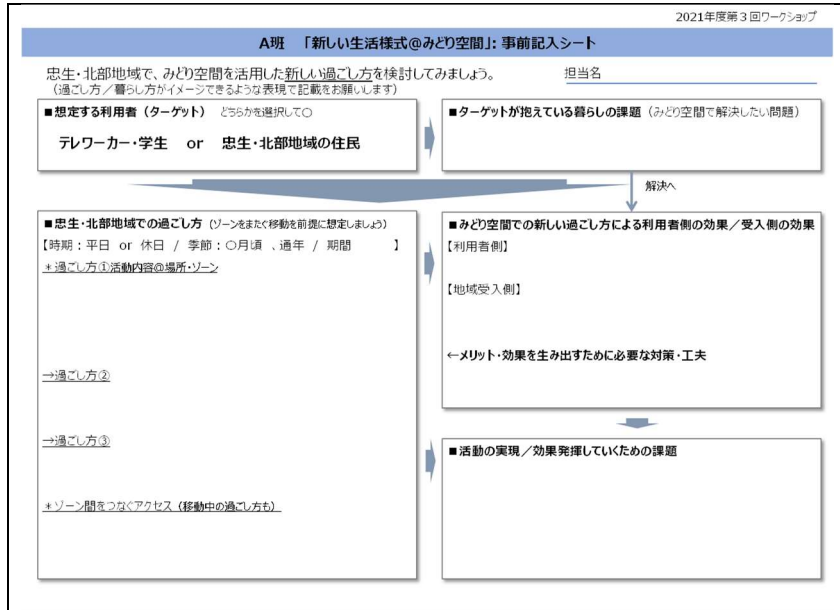 2021年度第3回ワークショップ
A班 「新しい生活様式@みどり空間」: 事前記入シート
忠生・北部地域で、みどり空間を活用した新しい過ごし方を検討してみましょう。
担当名
（過ごし方／暮らし方がイメージできるような表現で記載をお願いします）
■想定する利用者（ターゲット） どちらかを選択して○
テレワーカー・学生 or 忠生・北部地域の住民
■ターゲットが抱えている暮らしの課題（みどり空間で解決したい問題）
解決へ
■忠生・北部地域での過ごし方（ゾーンをまたぐ移動を前提に想定しましょう）
【時期：平日 or 休日 / 季節：○月頃 、通年 / 期間 】
＊過ごし方①活動内容@場所・ゾーン
→過ごし方②
→過ごし方③
＊ゾーン間をつなぐアクセス（移動中の過ごし方も）
■みどり空間での新しい過ごし方による利用者側の効果／受入側の効果
【利用者側】
【地域受入側】
←メリット・効果を生み出すために必要な対策・工夫
■活動の実現／効果発揮していくための課題